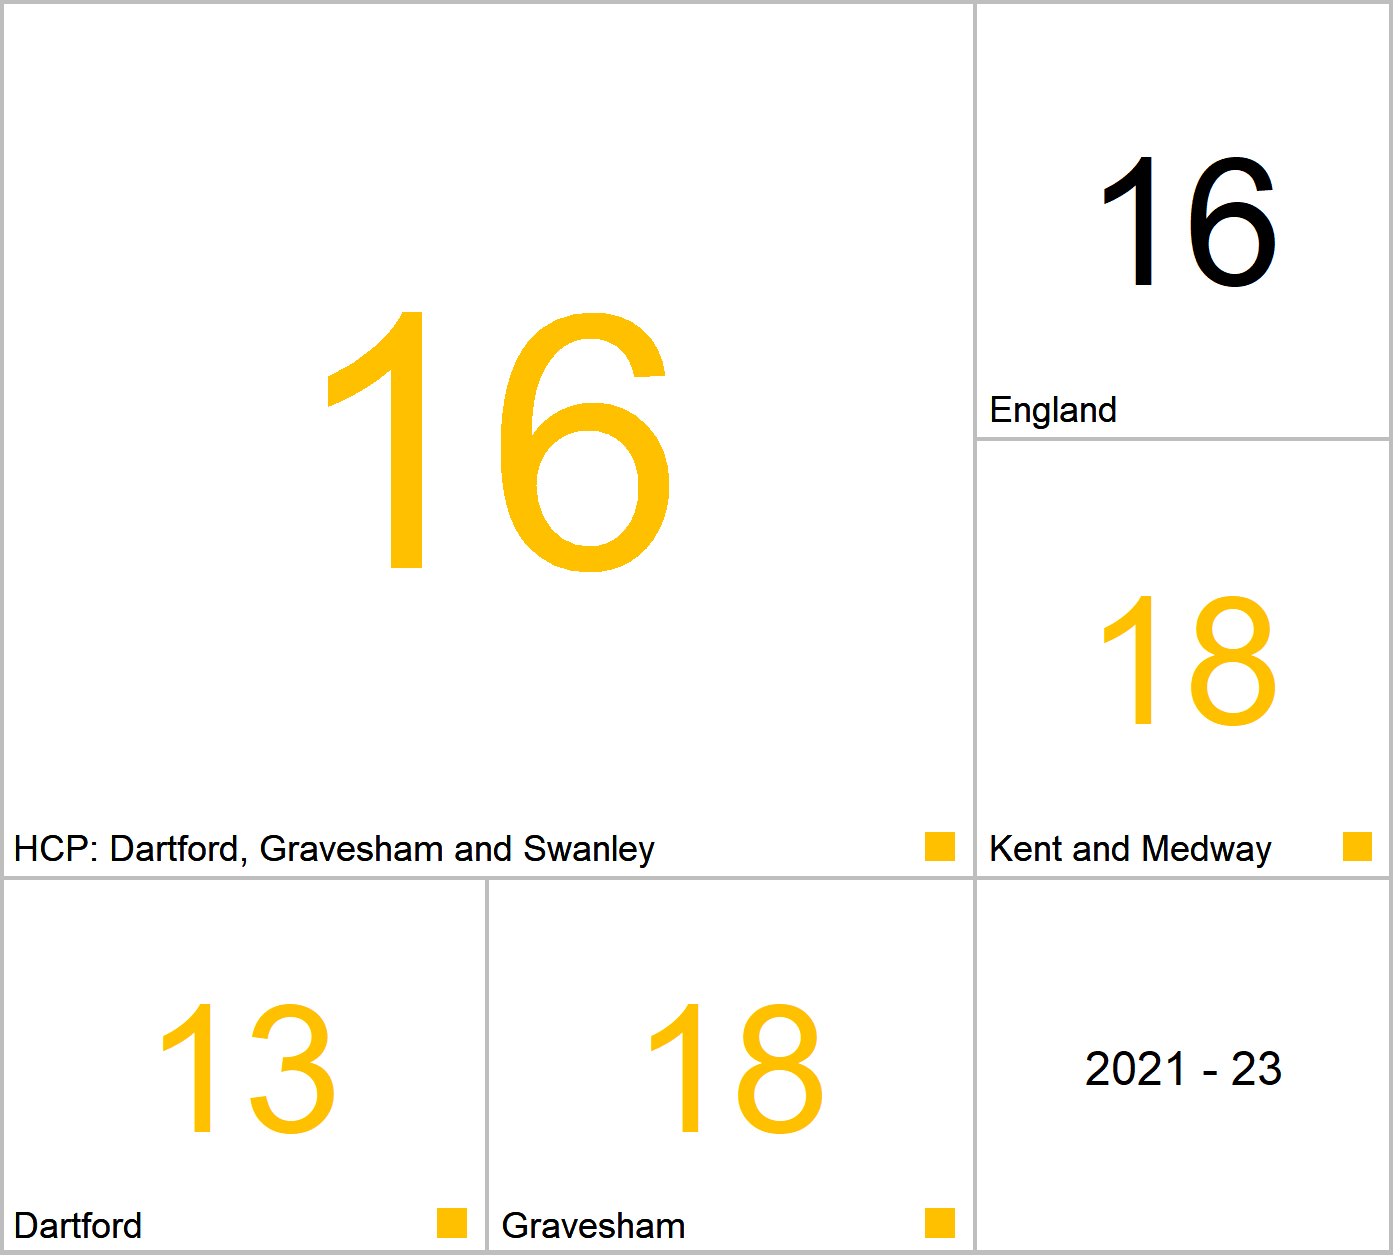 16
HCP: Dartford, Gravesham and Swanley
16
England
18
Kent and Medway
13
Dartford
18
Gravesham
2021 - 23